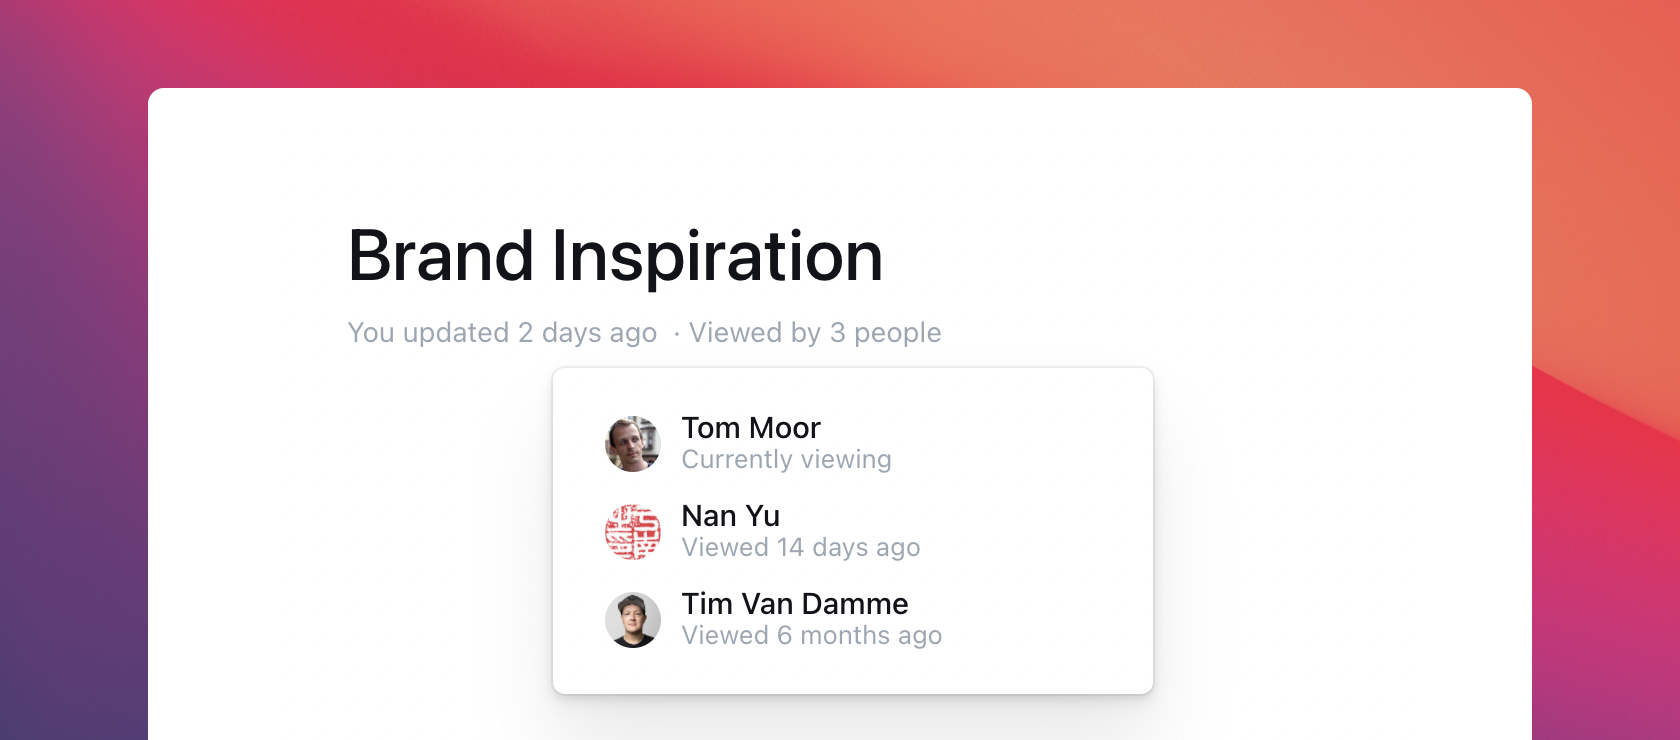 Brand Inspiration
You updated 2 days ago · Viewed by 3 people
Tom Moor
Currently viewing
Nan Yu
Viewed 14 days ago
Tim Van Damme
Viewed 6 months ago